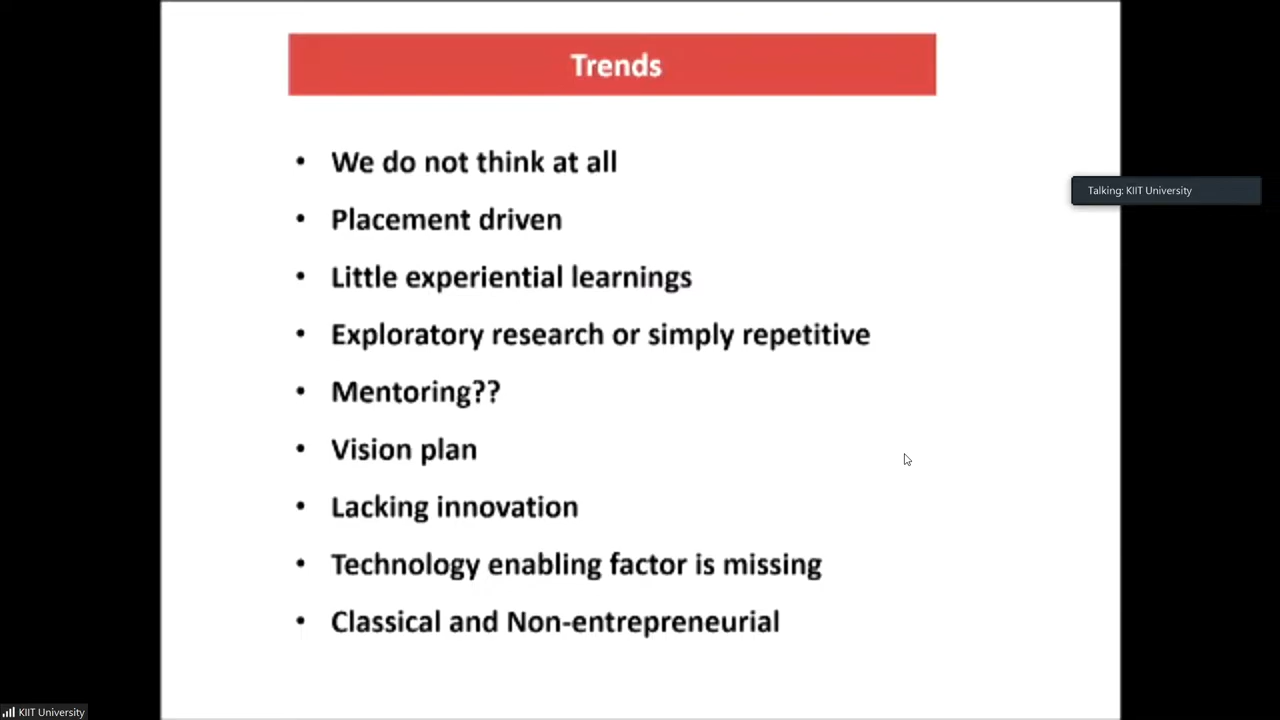 Trends
• We do not think at all
• Placement driven
• Little experiential learnings
• Exploratory research or simply repetitive
• Mentoring??
• Vision plan
• Lacking innovation
• Technology enabling factor is missing
• Classical and Non-entrepreneurial
Talking: KIIT University
KIIT University